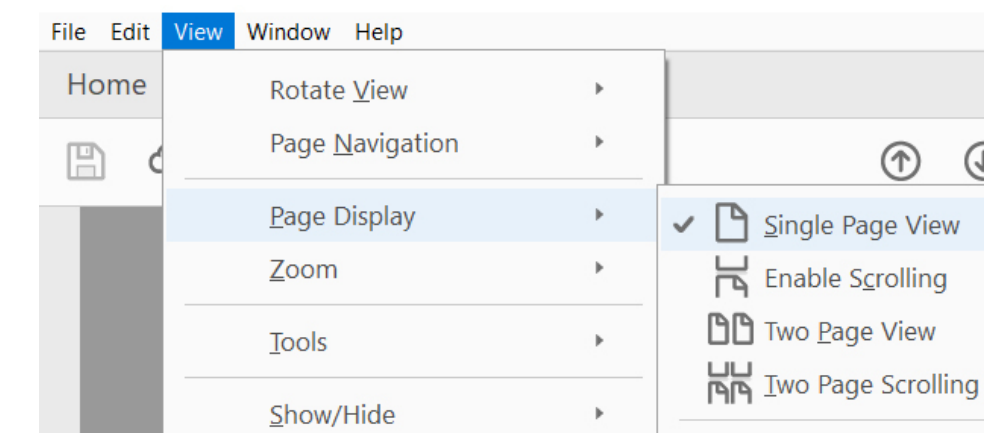 File Edit View Window Help
Home
Rotate View
Page Navigation
Page Display
Zoom
Tools
Show/Hide
Single Page View
Enable Scrolling
Two Page View
Two Page Scrolling